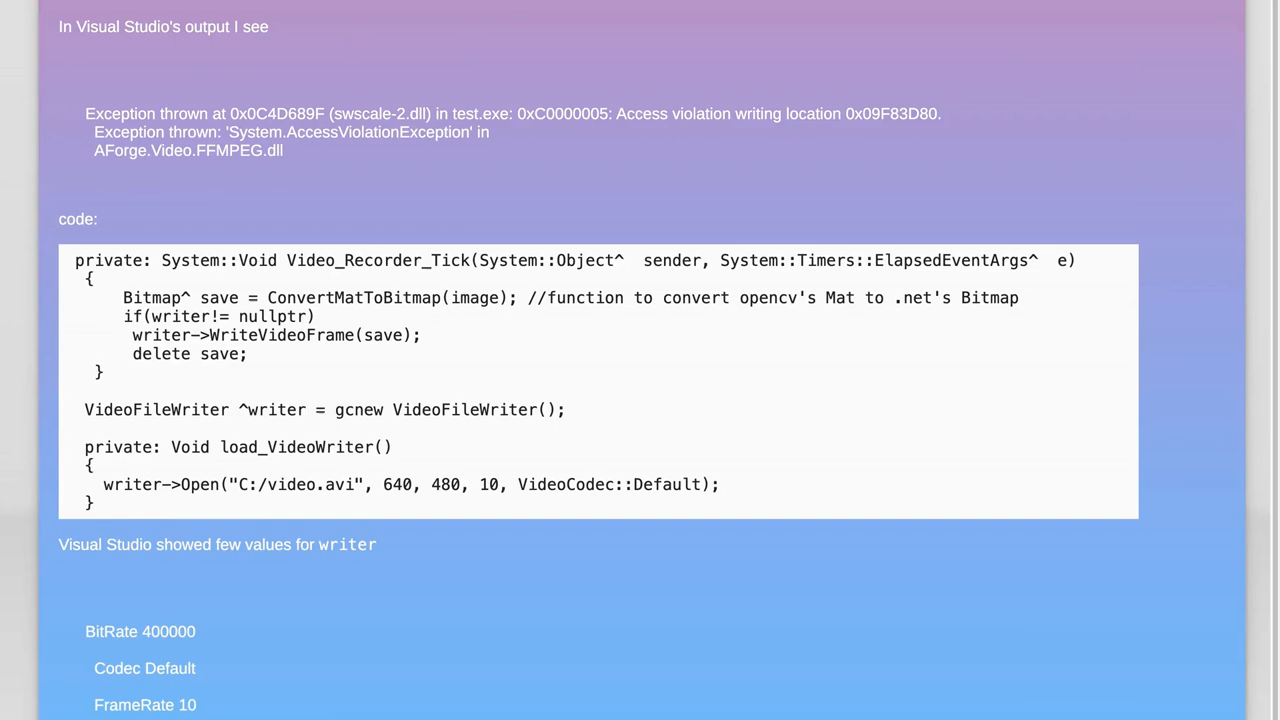 In Visual Studio's output I see
Exception thrown at 0x0C4D689F (swscale-2.dll) in test.exe: 0xC0000005: Access violation writing location 0x09F83D80.
Exception thrown: 'System.AccessViolationException' in
AForge.Video.FFMPEG.dll
code:
private: System::Void Video_Recorder_Tick(System::Object^  sender, System::Timers::ElapsedEventArgs^  e)
{
Bitmap^ save = ConvertMatToBitmap(image); //function to convert opencv's Mat to .net's Bitmap
if(writer!= nullptr)
writer->WriteVideoFrame(save);
delete save;
}
VideoFileWriter ^writer = gcnew VideoFileWriter();
private: Void load_VideoWriter()
{
writer->Open("C:/video.avi", 640, 480, 10, VideoCodec::Default);
}
Visual Studio showed few values for writer
BitRate 400000
Codec Default
FrameRate 10